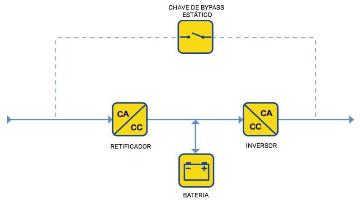 CHAVE DE BYPASS
ESTÁTICO
CA
CC
RETIFICADOR
CA
CC
INVERSOR
BATERIA